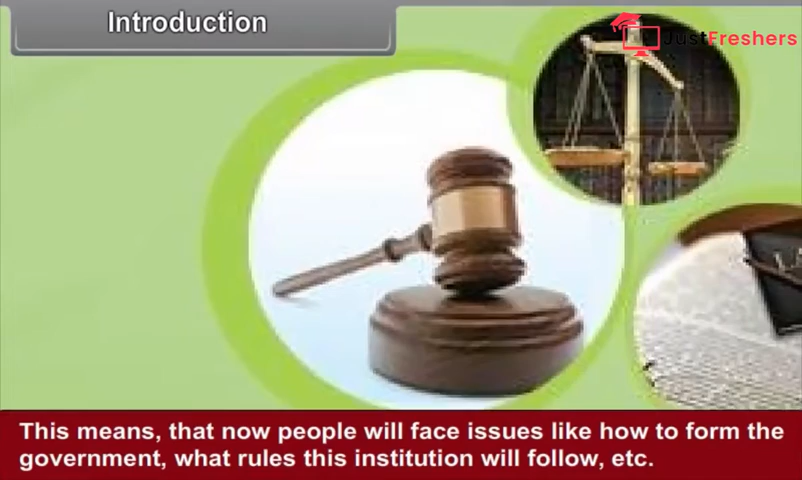 Introduction
JustFreshers
This means, that now people will face issues like how to form the
government, what rules this institution will follow, etc.